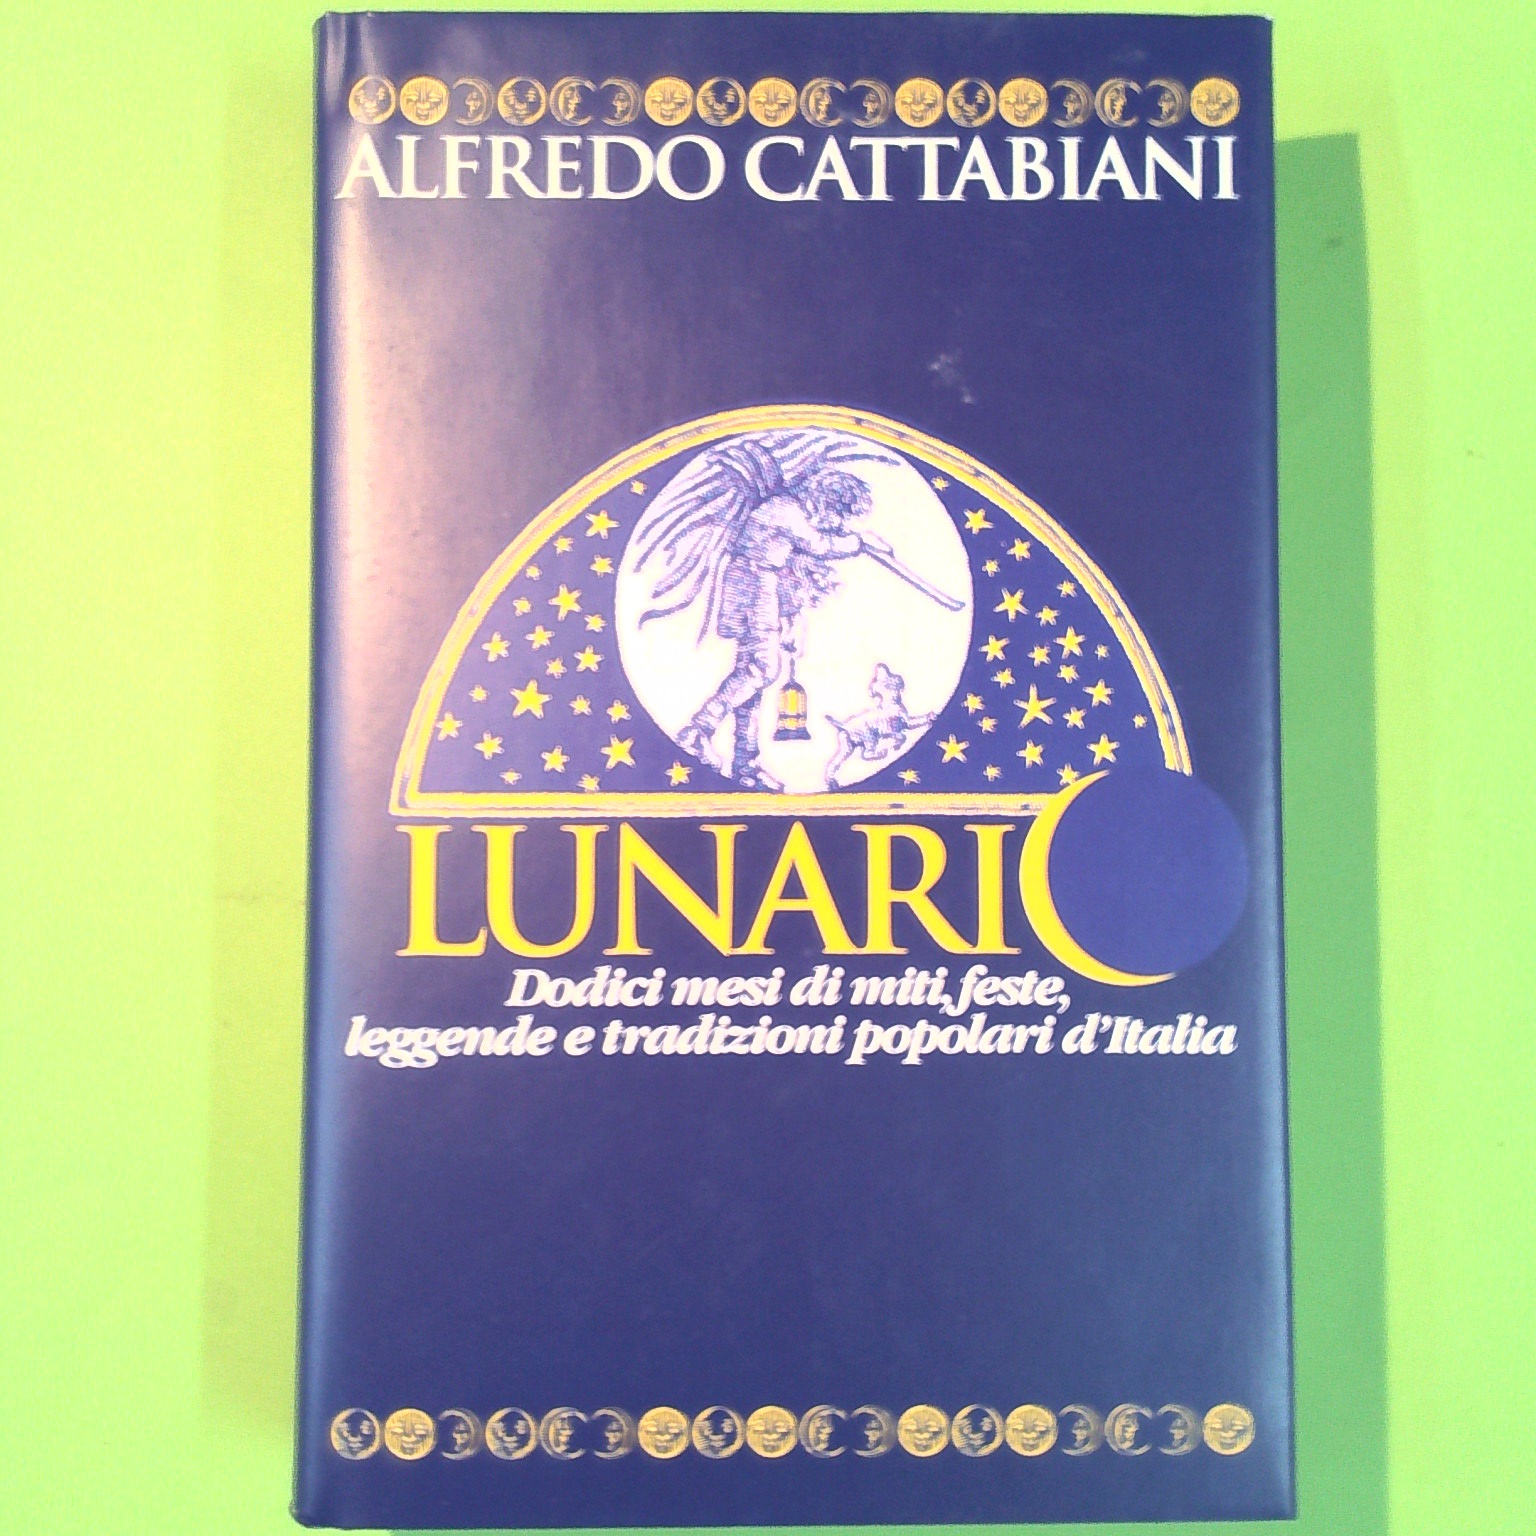 ALFREDO CATTABIANI
LUNARIO
Dodici mesi di miti, feste,
leggende e tradizioni popolari d'Italia